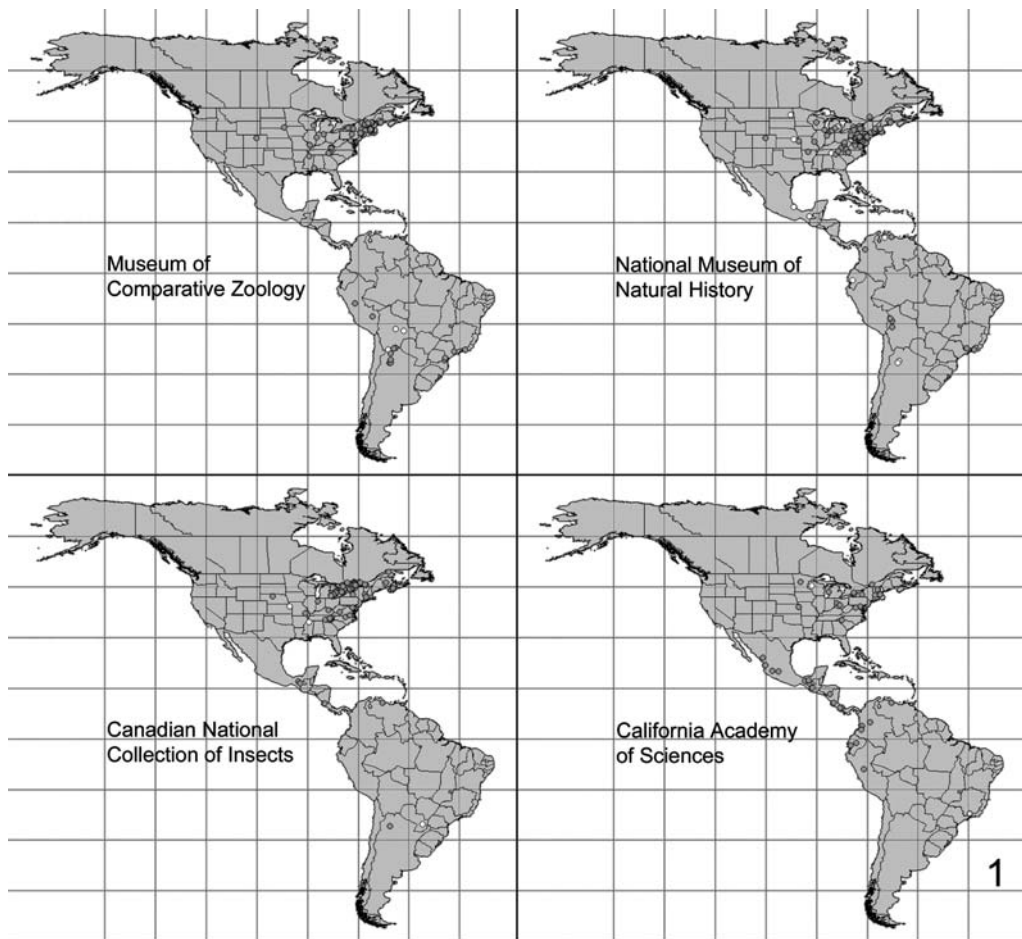 Museum of
Comparative Zoology
National Museum of
Natural History
Canadian National
Collection of Insects
California Academy
of Sciences
1